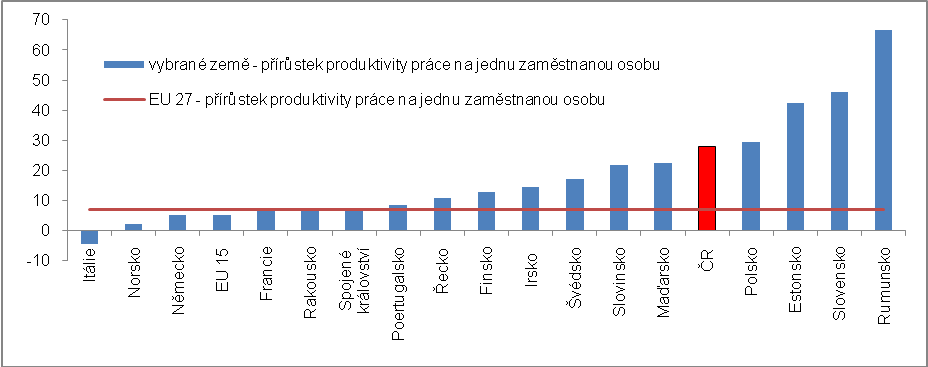 70
60
50
40
30
20
10
0
-10
vybrané země - přírůstek produktivity práce na jednu zaměstnanou osobu
EU 27 - přírůstek produktivity práce na jednu zaměstnanou osobu
Itálie
Norsko
Německo
EU 15
Francie
Rakousko
Spojené
království
Poertugalsko
Řecko
Finsko
Irsko
Švédsko
Slovinsko
Maďarsko
ČR
Polsko
Estonsko
Slovensko
Rumunsko